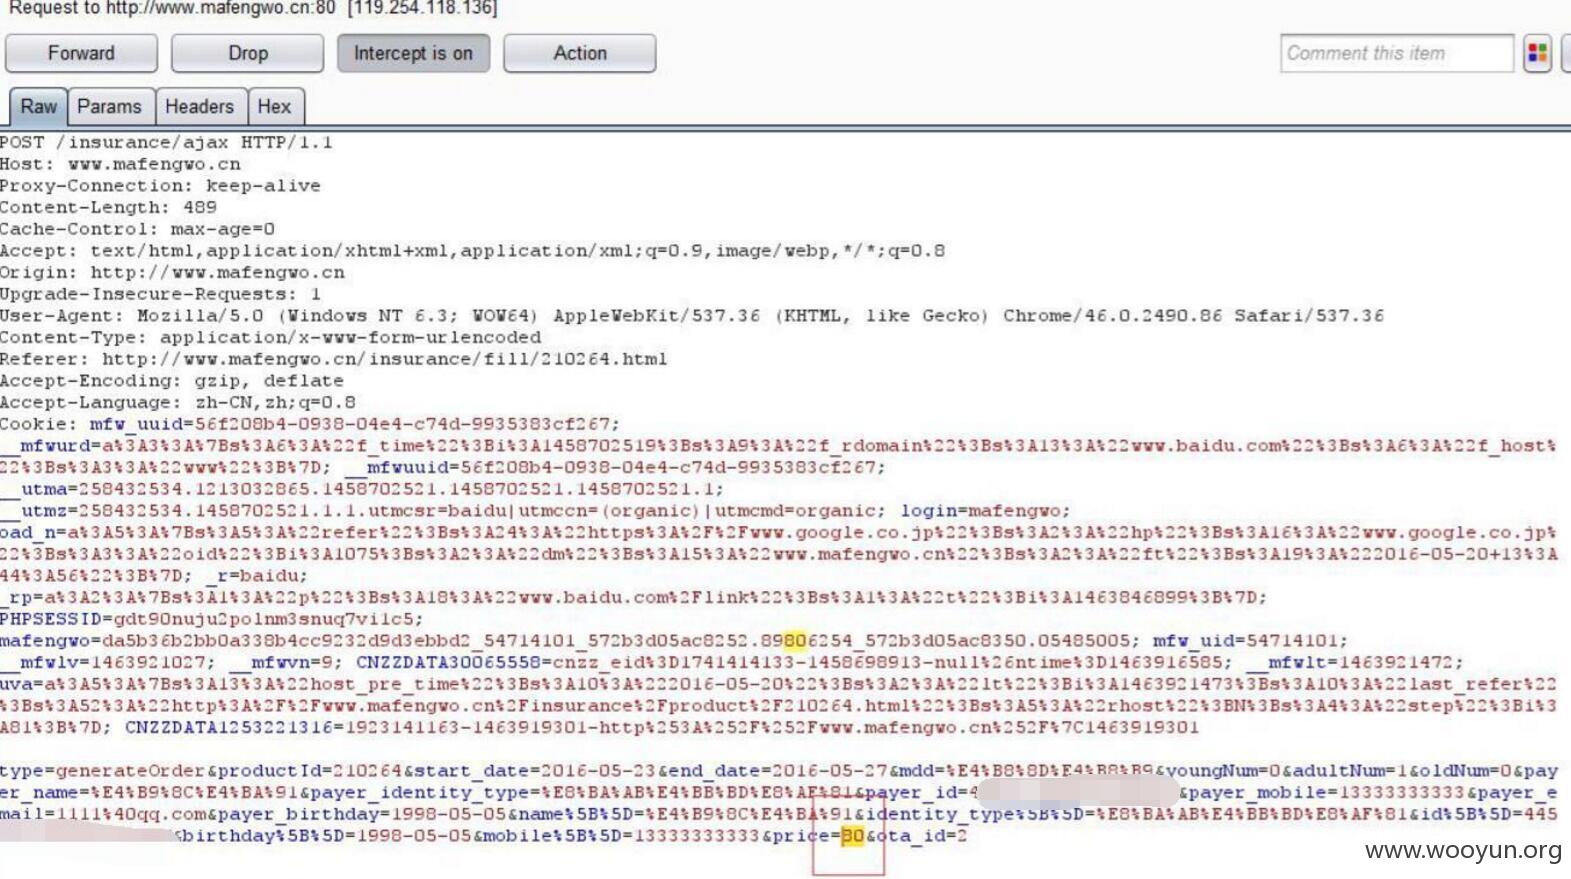 Request to http://www.mafengwo.cn:80 [119.254.118.136]
Forward Drop Intercept is on Action Comment this item
Raw Params Headers Hex
POST /insurance/ajax HTTP/1.1
Host: www.mafengwo.cn
Proxy-Connection: keep-alive
Content-Length: 489
Cache-Control: max-age=0
Accept: text/html,application/xhtml+xml,application/xml;q=0.9,image/webp,*/*;q=0.8
Origin: http://www.mafengwo.cn
Upgrade-Insecure-Requests: 1
User-Agent: Mozilla/5.0 (Windows NT 6.3; WOW64) AppleWebKit/537.36 (KHTML, like Gecko) Chrome/46.0.2490.86 Safari/537.36
Content-Type: application/x-www-form-urlencoded
Referer: http://www.mafengwo.cn/insurance/fill/210264.html
Accept-Encoding: gzip, deflate
Accept-Language: zh-CN,zh;q=0.8
Cookie: mfw_uuid=56f208b4-0938-04e4-c74d-9935383cf267;
__mfwurd=a%3A3%3A%7Bs%3A6%3A%22f_time%22%3Bi%3A1458702519%3Bs%3A9%3A%22f_rdomain%22%3Bs%3A13%3A%22www.baidu.com%22%3Bs%3A6%3A%22f_host%
22%3Bs%3A3%3A%22www%22%3B%7D; __mfwuuid=56f208b4-0938-04e4-c74d-9935383cf267;
__utma=258432534.1213032865.1458702521.1458702521.1458702521.1;
__utmz=258432534.1458702521.1.1.utmcsr=baidu|utmccn=(organic)|utmcmd=organic; login=mafengwo;
oad_n=a%3A5%3A%7Bs%3A5%3A%22refer%22%3Bs%3A24%3A%22https%3A%2F%2Fwww.google.co.jp%22%3Bs%3A2%3A%22hp%22%3Bs%3A16%3A%22www.google.co.jp%
22%3Bs%3A3%3A%22oid%22%3Bi%3A1075%3Bs%3A2%3A%22dm%22%3Bs%3A15%3A%22www.mafengwo.cn%22%3Bs%3A2%3A%22ft%22%3Bs%3A19%3A%222016-05-20+13%3A
44%3A56%22%3B%7D; _r=baidu;
_rp=a%3A2%3A%7Bs%3A1%3A%22p%22%3Bs%3A18%3A%22www.baidu.com%2Flink%22%3Bs%3A1%3A%22t%22%3Bi%3A1463846899%3B%7D;
PHPSESSID=gdt90nuju2polnm3snuq7vi1c5;
mafengwo=da5b36b2bb0a338b4cc9232d9d3ebbd2_54714101_572b3d05ac8252.89806254_572b3d05ac8350.05485005; mfw_uid=54714101;
__mfwlv=1463921027; __mfwvn=9; CNZZDATA30065558=cnzz_eid%3D1741414133-1458698913-null%26ntime%3D1463916585; __mfwlt=1463921472;
uva=a%3A5%3A%7Bs%3A13%3A%22host_pre_time%22%3Bs%3A10%3A%222016-05-20%22%3Bs%3A2%3A%22lt%22%3Bi%3A1463921473%3Bs%3A10%3A%22last_refer%22
%3Bs%3A52%3A%22http%3A%2F%2Fwww.mafengwo.cn%2Finsurance%2Fproduct%2F210264.html%22%3Bs%3A5%3A%22rhost%22%3BN%3Bs%3A4%3A%22step%22%3Bi%3
A81%3B%7D; CNZZDATA1253221316=1923141163-1463919301-http%253A%252F%252Fwww.mafengwo.cn%252F%7C1463919301
type=generateOrder&productId=210264&start_date=2016-05-23&end_date=2016-05-27&mdd=%E4%B8%8D%E4%B8%B9&youngNum=0&adultNum=1&oldNum=0&pay
er_name=%E4%B9%8C%E4%BA%91&payer_identity_type=%E8%BA%AB%E4%BB%BD%E8%AF%81&payer_id=4 &payer_mobile=13333333333&payer_e
mail=1111%40qq.com&payer_birthday=1998-05-05&name%5B%5D=%E4%B9%8C%E4%BA%91&identity_type%5B%5D=%E8%BA%AB%E4%BB%BD%E8%AF%81&id%5B%5D=445
&birthday%5B%5D=1998-05-05&mobile%5B%5D=13333333333&price=80&ota_id=2
www.wooyun.org